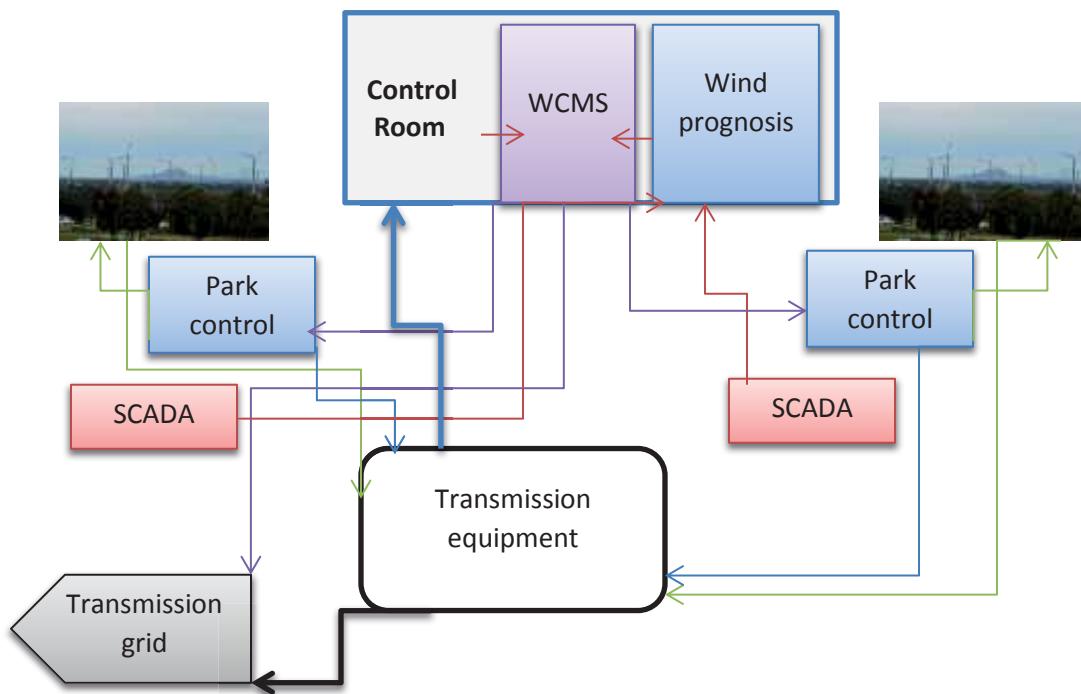 Control
Room
WCMS
Wind
prognosis
Park
control
Park
control
SCADA
SCADA
Transmission
equipment
Transmission
grid